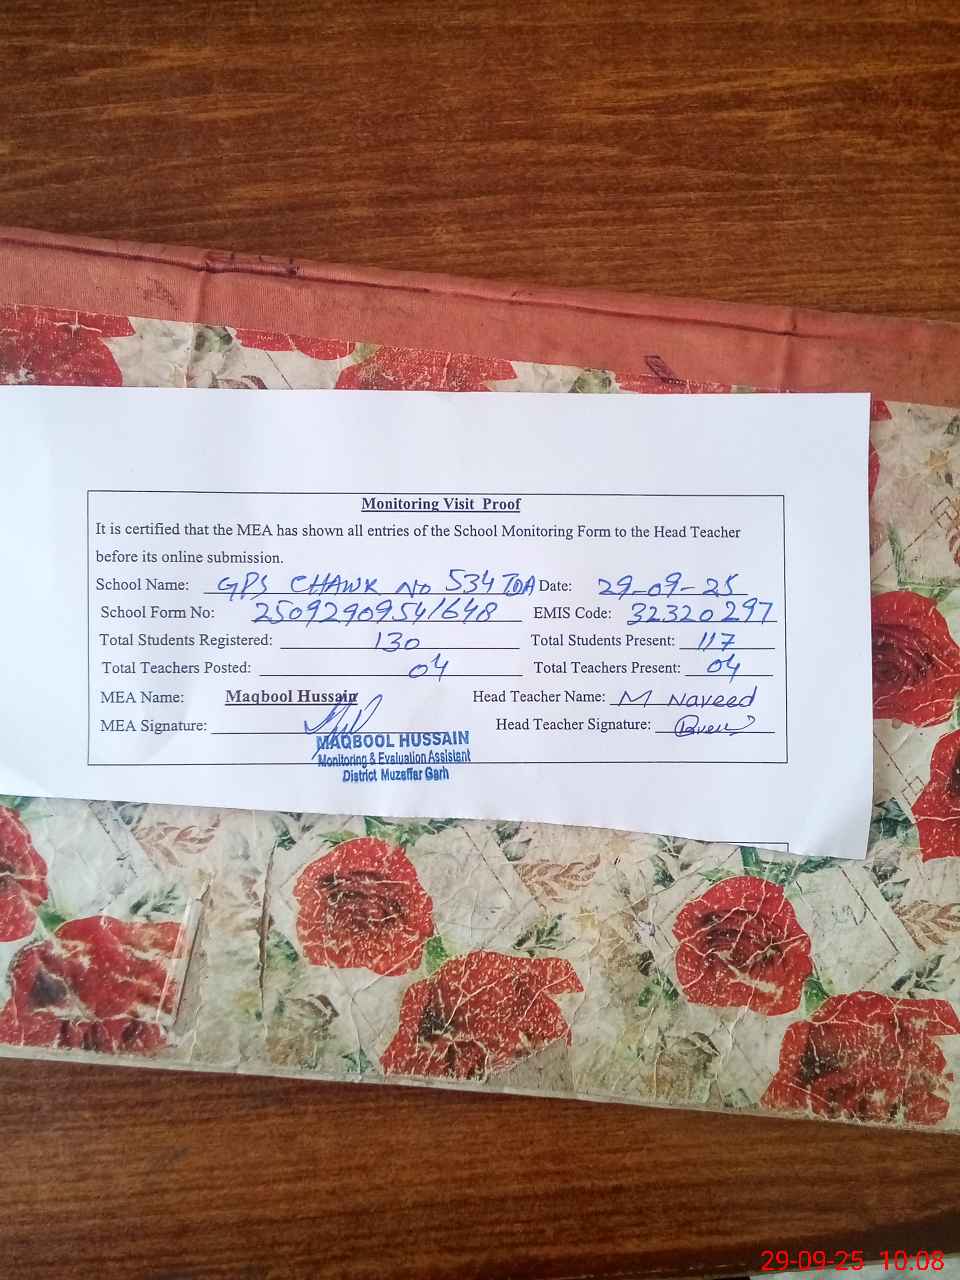 Monitoring Visit Proof
It is certified that the MEA has shown all entries of the School Monitoring Form to the Head Teacher
before its online submission.
School Name: GPS CHAWK No 534 TDA Date: 29-09-25
School Form No: 25092909541648 EMIS Code: 32320297
Total Students Registered: 130 Total Students Present: 117
Total Teachers Posted: 04 Total Teachers Present: 04
MEA Name: Maqbool Hussain Head Teacher Name: M Naveed
MEA Signature: Head Teacher Signature:
MAQBOOL HUSSAIN
Monitoring & Evaluation Assistant
District Muzaffar Garh
29-09-25 10:08